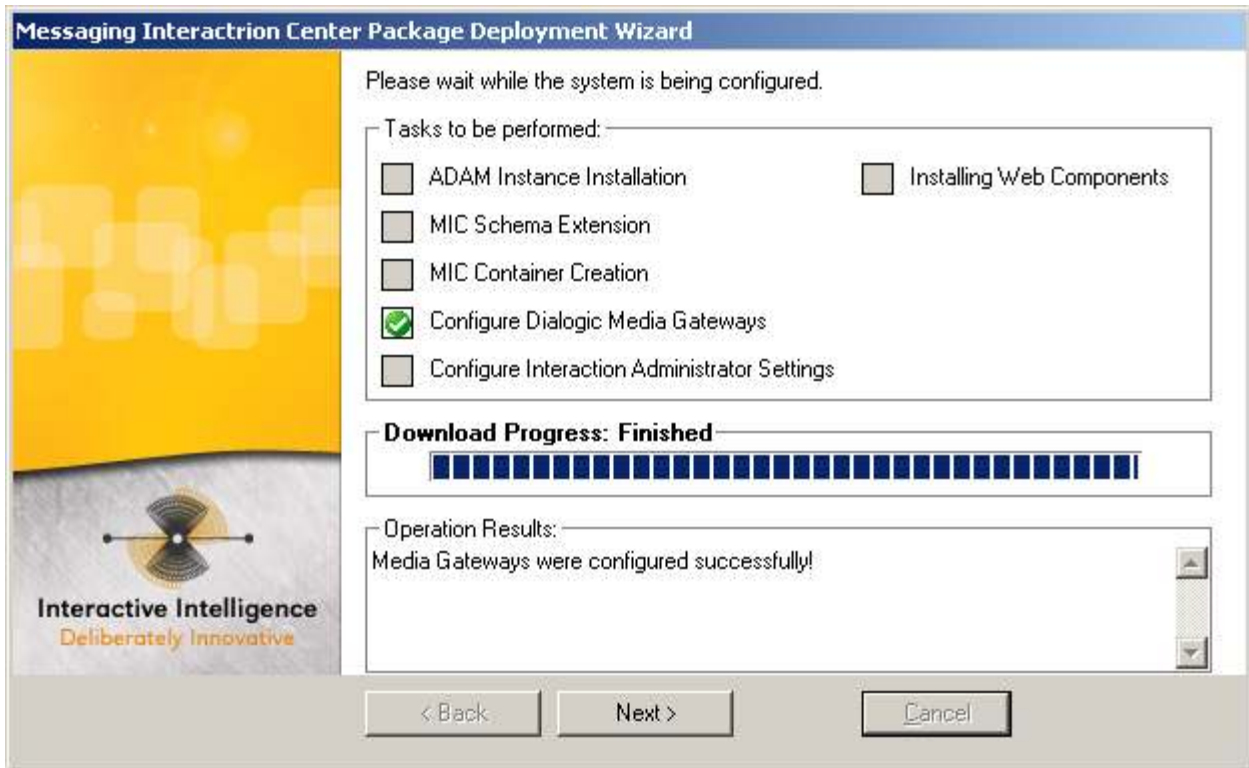 Messaging Interactrion Center Package Deployment Wizard
Please wait while the system is being configured.
Tasks to be performed:
ADAM Instance Installation
Installing Web Components
MIC Schema Extension
MIC Container Creation
Configure Dialogic Media Gateways
Configure Interaction Administrator Settings
Download Progress: Finished
Operation Results:
Media Gateways were configured successfully!
Interactive Intelligence
Deliberately Innovative
< Back
Next >
Cancel